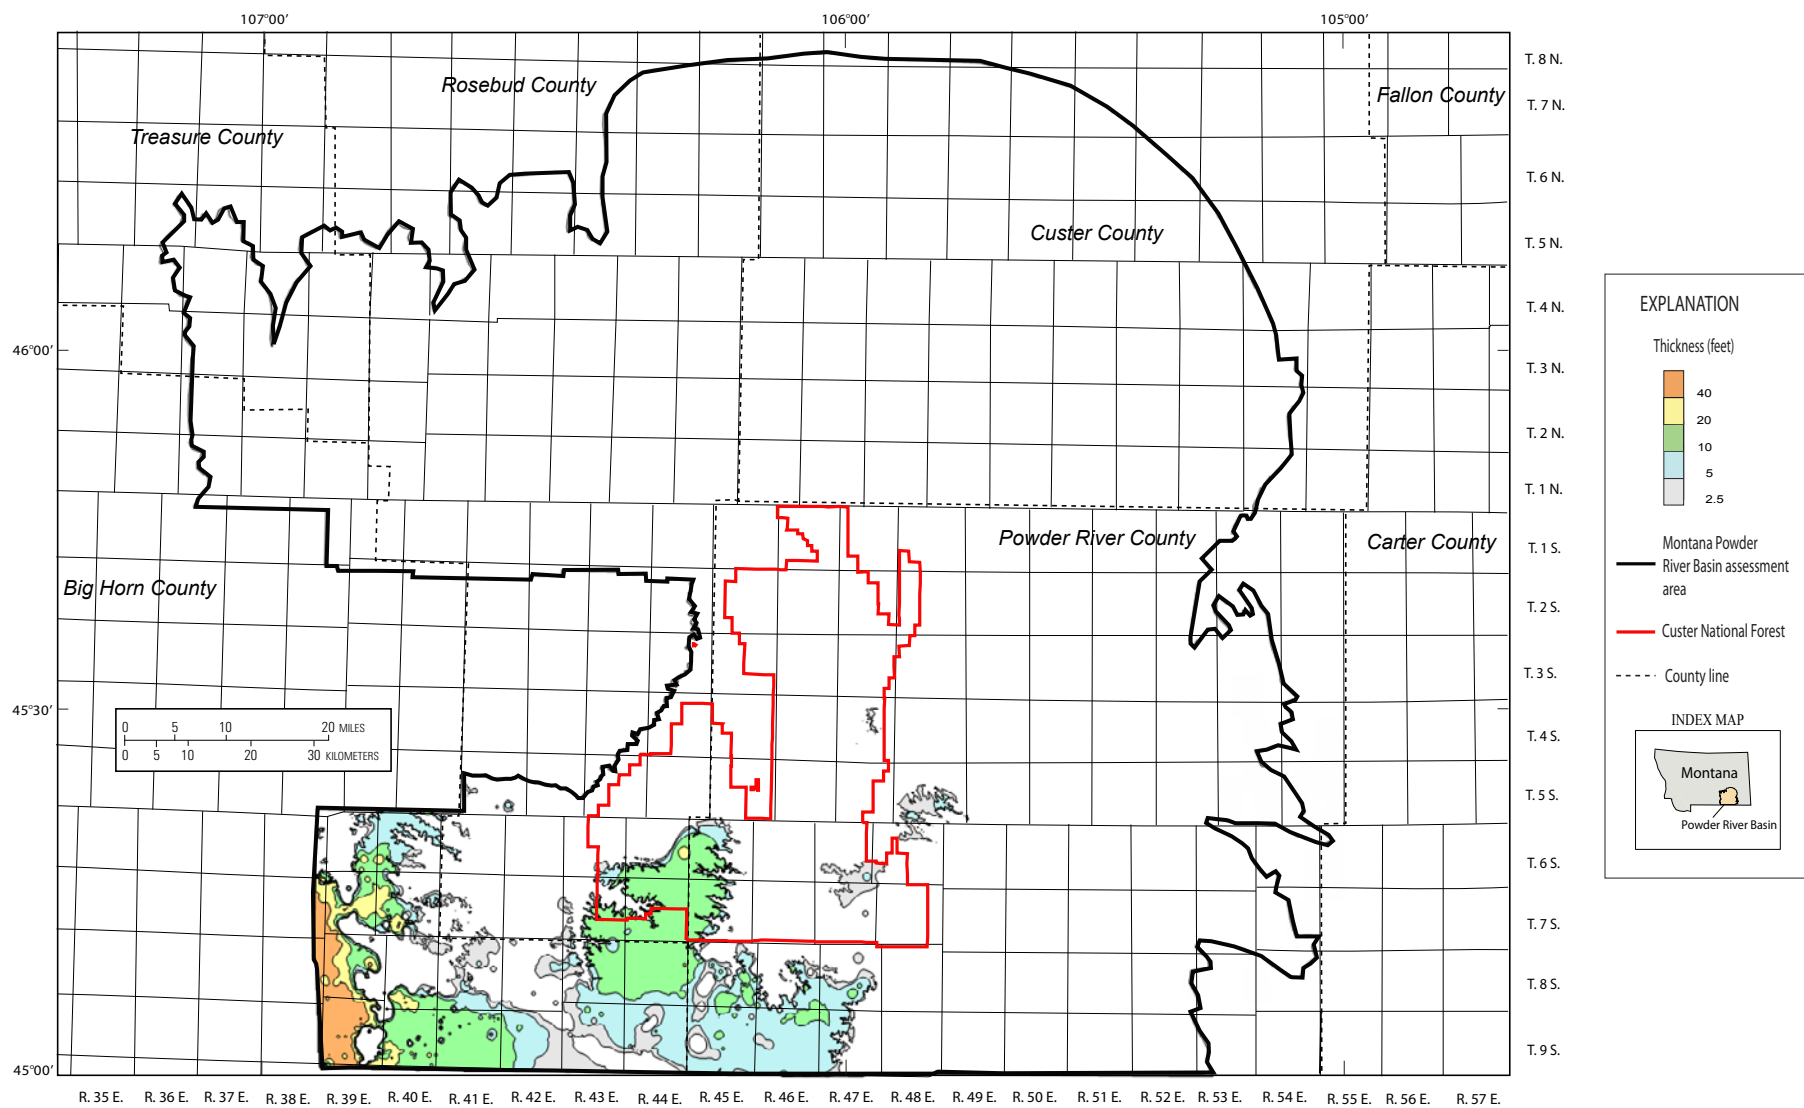 107°00′ 106°00′ 105°00′
Rosebud County
Fallon County
Treasure County
Custer County
Powder River County
Carter County
Big Horn County
T. 8 N.
T. 7 N.
T. 6 N.
T. 5 N.
T. 4 N.
T. 3 N.
T. 2 N.
T. 1 N.
T. 1 S.
T. 2 S.
T. 3 S.
T. 4 S.
T. 5 S.
T. 6 S.
T. 7 S.
T. 8 S.
T. 9 S.
46°00′
45°30′
45°00′
0 5 10 20 MILES
0 5 10 20 30 KILOMETERS
R. 35 E. R. 36 E. R. 37 E. R. 38 E. R. 39 E. R. 40 E. R. 41 E. R. 42 E. R. 43 E. R. 44 E. R. 45 E. R. 46 E. R. 47 E. R. 48 E. R. 49 E. R. 50 E. R. 51 E. R. 52 E. R. 53 E. R. 54 E. R. 55 E. R. 56 E. R. 57 E.
EXPLANATION
Thickness (feet)
40
20
10
5
2.5
Montana Powder
River Basin assessment
area
Custer National Forest
County line
INDEX MAP
Montana
Powder River Basin